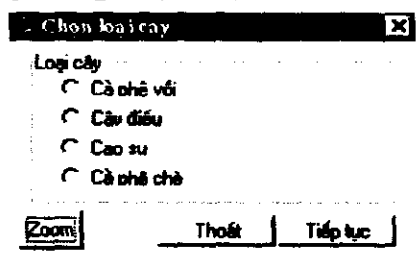 Chon loai cay
Loại cây
Cà phê vối
Cây điều
Cao su
Cà phê chè
Zoom Thoát Tiếp tục